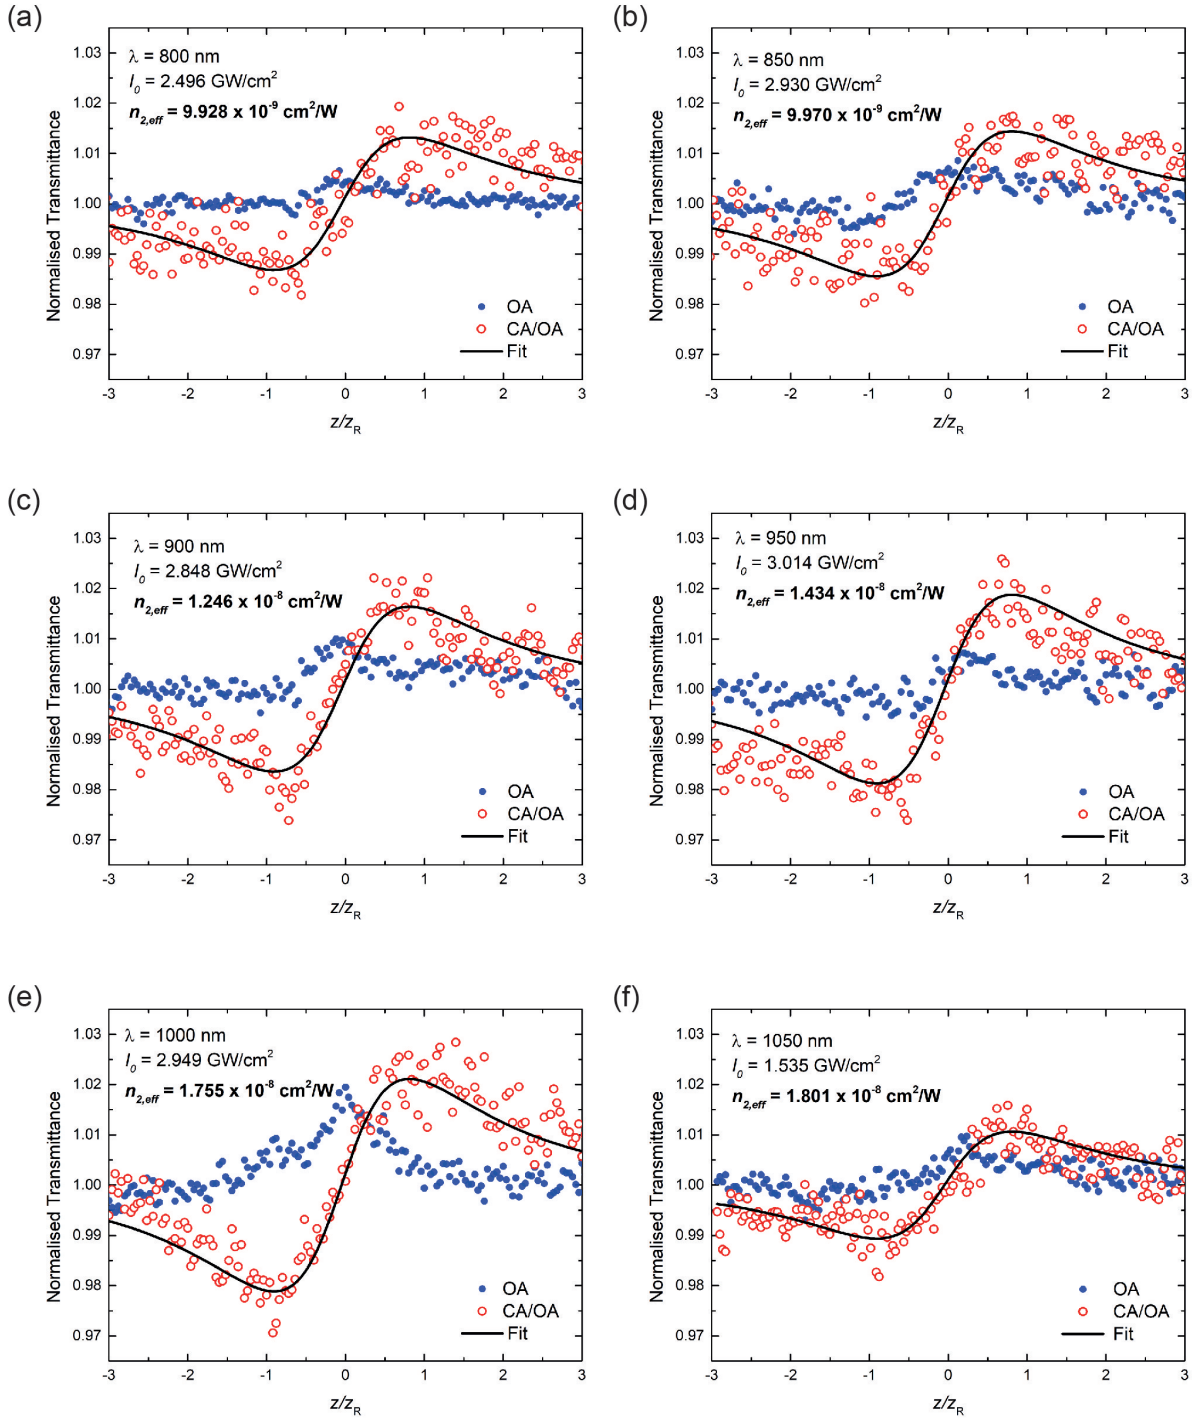 (a)
1.03
1.02
1.01
1.00
0.99
0.98
0.97
Normalised Transmittance
λ = 800 nm
I0 = 2.496 GW/cm²
n2,eff = 9.928 x 10⁻⁹ cm²/W
OA
CA/OA
Fit
-3 -2 -1 0 1 2 3
z/zR
(b)
1.03
1.02
1.01
1.00
0.99
0.98
0.97
Normalised Transmittance
λ = 850 nm
I0 = 2.930 GW/cm²
n2,eff = 9.970 x 10⁻⁹ cm²/W
OA
CA/OA
Fit
-3 -2 -1 0 1 2 3
z/zR
(c)
1.03
1.02
1.01
1.00
0.99
0.98
0.97
Normalised Transmittance
λ = 900 nm
I0 = 2.848 GW/cm²
n2,eff = 1.246 x 10⁻⁸ cm²/W
OA
CA/OA
Fit
-3 -2 -1 0 1 2 3
z/zR
(d)
1.03
1.02
1.01
1.00
0.99
0.98
0.97
Normalised Transmittance
λ = 950 nm
I0 = 3.014 GW/cm²
n2,eff = 1.434 x 10⁻⁸ cm²/W
OA
CA/OA
Fit
-3 -2 -1 0 1 2 3
z/zR
(e)
1.03
1.02
1.01
1.00
0.99
0.98
0.97
Normalised Transmittance
λ = 1000 nm
I0 = 2.949 GW/cm²
n2,eff = 1.755 x 10⁻⁸ cm²/W
OA
CA/OA
Fit
-3 -2 -1 0 1 2 3
z/zR
(f)
1.03
1.02
1.01
1.00
0.99
0.98
0.97
Normalised Transmittance
λ = 1050 nm
I0 = 1.535 GW/cm²
n2,eff = 1.801 x 10⁻⁸ cm²/W
OA
CA/OA
Fit
-3 -2 -1 0 1 2 3
z/zR